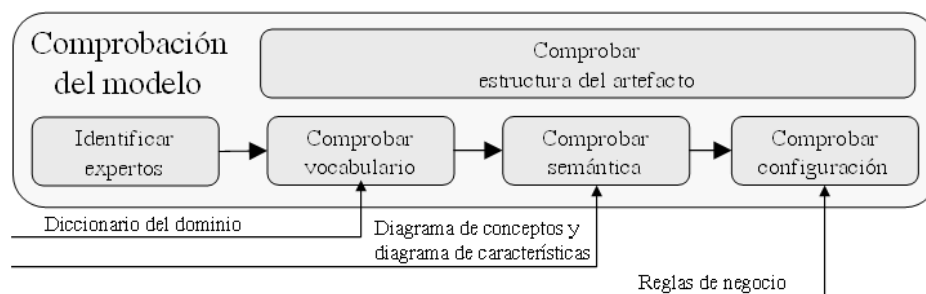 Comprobación
del modelo
Comprobar
estructura del artefacto
Identificar
expertos
Comprobar
vocabulario
Comprobar
semántica
Comprobar
configuración
Diccionario del dominio
Diagrama de conceptos y
diagrama de características
Reglas de negocio